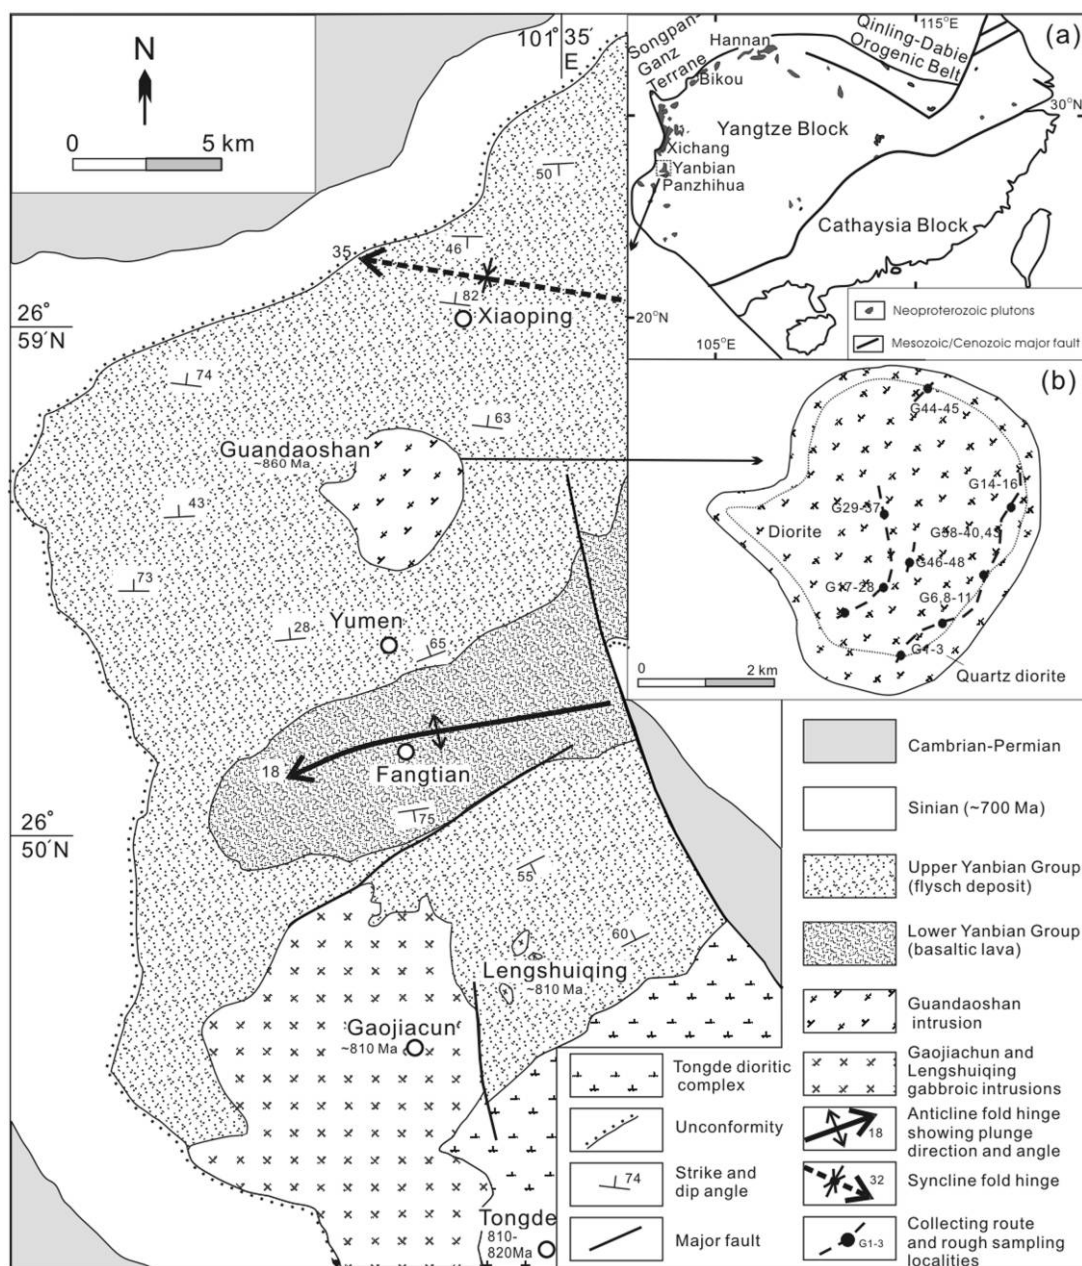 N
0 5 km
101° 35′
E
26°
59′N
26°
50′N
50
46
35
82
Xiaoping
74
63
Guandaoshan
~860 Ma
43
73
28
Yumen
65
18
Fangtian
75
55
60
Lengshuiqing
~810 Ma
Gaojiacun
~810 Ma
Tongde
810-
820Ma
(a)
115°E
Songpan-
Ganz
Terrane
Hannan
Qinling-Dabie
Orogenic Belt
Bikou
30°N
Yangtze Block
Xichang
Yanbian
Panzhihua
Cathaysia Block
20°N
105°E
Neoproterozoic plutons
Mesozoic/Cenozoic major fault
(b)
G44-45
G14-16
G29-37
Diorite
G38-40,43
G46-48
G17-28
G6,8-11
G1-3
0 2 km
Quartz diorite
Cambrian-Permian
Sinian (~700 Ma)
Upper Yanbian Group
(flysch deposit)
Lower Yanbian Group
(basaltic lava)
Guandaoshan
intrusion
Gaojiachun and
Lengshuiqing
gabbroic intrusions
18
Anticline fold hinge
showing plunge
direction and angle
32
Syncline fold hinge
G1-3
Collecting route
and rough sampling
localities
Tongde dioritic
complex
Unconformity
74
Strike and
dip angle
Major fault